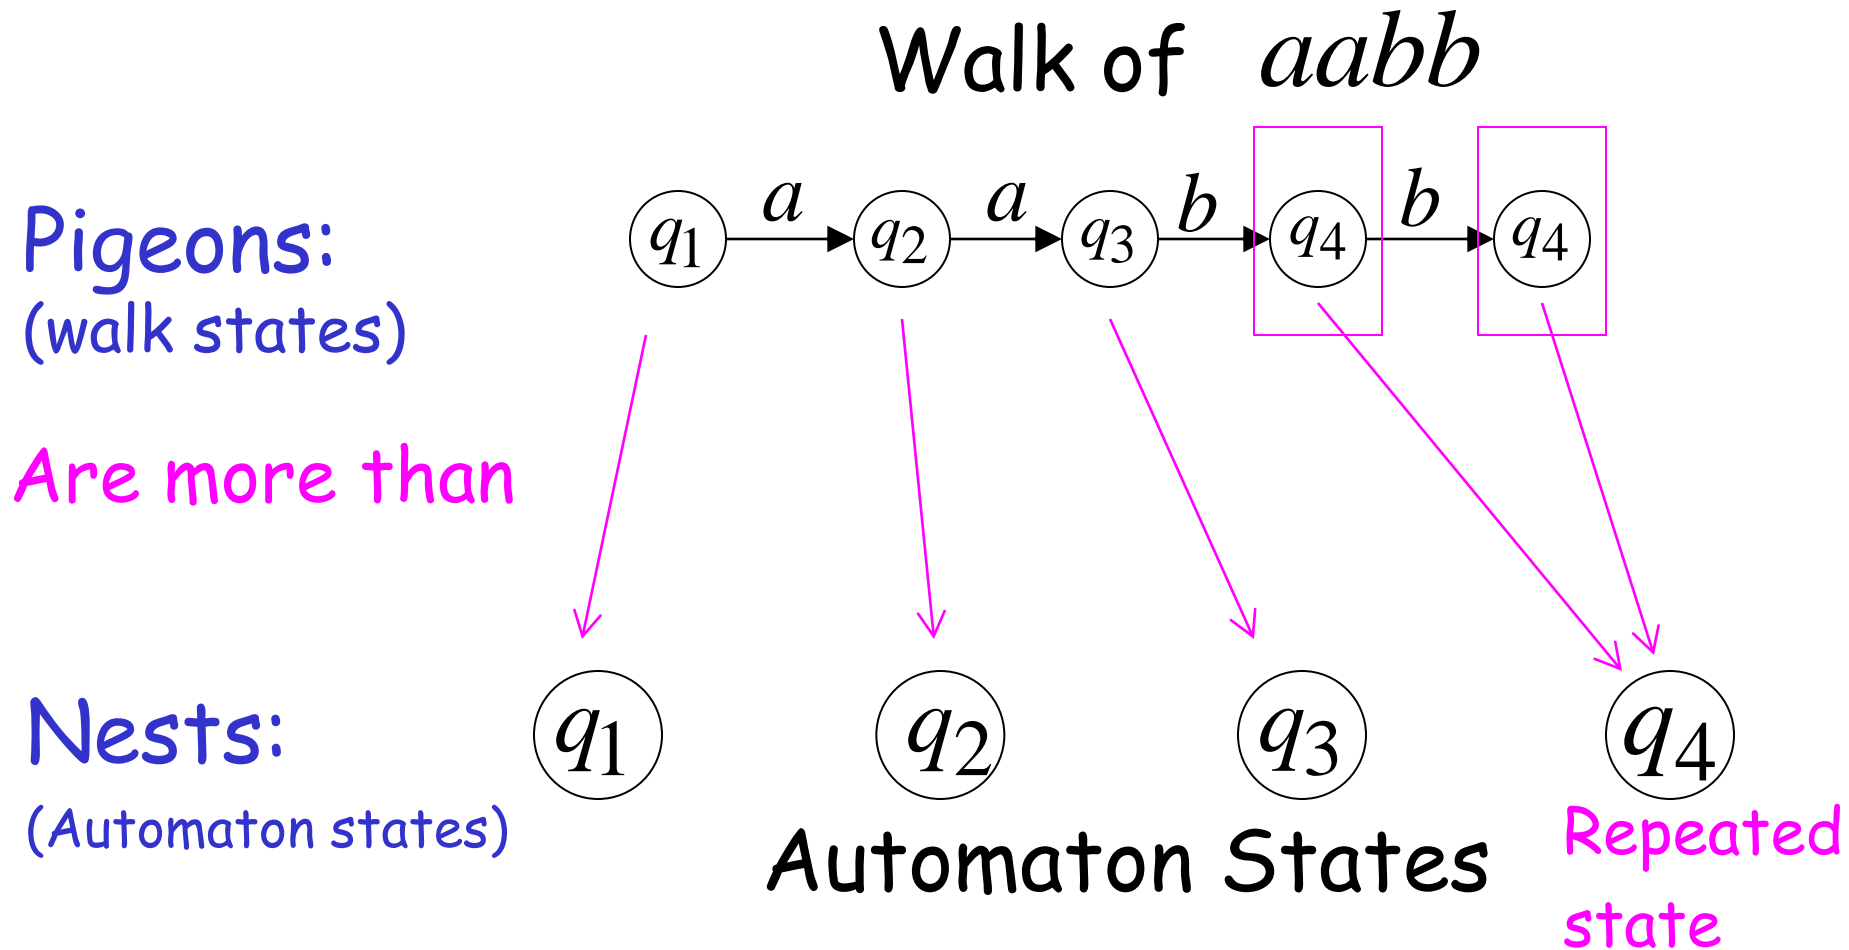 Walk of aabb
a a b b
Pigeons: q1 q2 q3 q4 q4
(walk states)
Are more than
Nests: q1 q2 q3 q4
(Automaton states)
Automaton States
Repeated
state